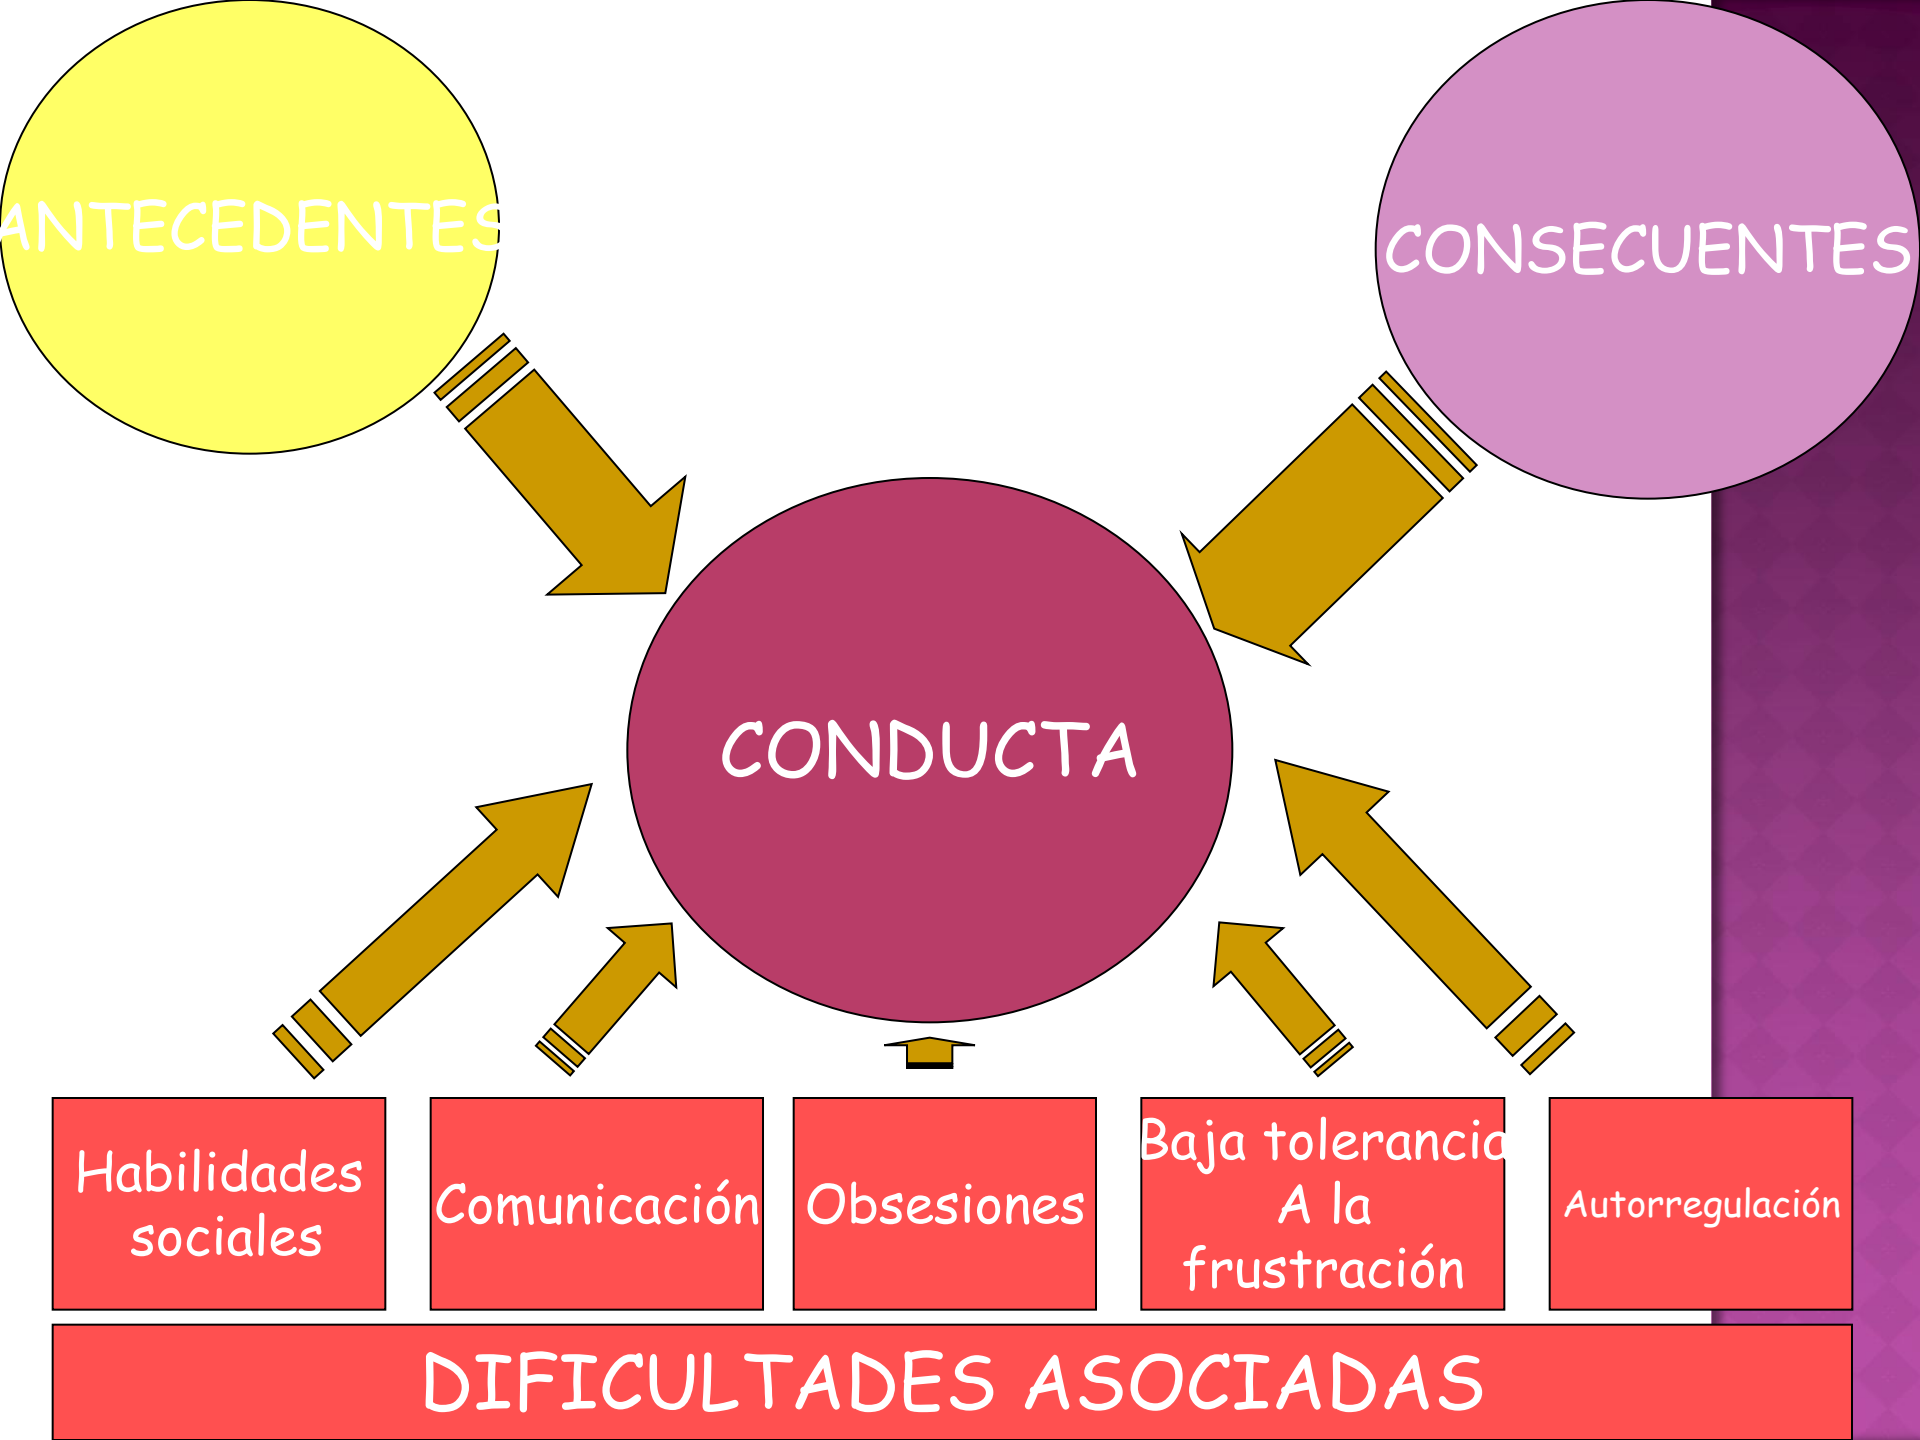 ANTECEDENTES
CONSECUENTES
CONDUCTA
Habilidades
sociales
Comunicación
Obsesiones
Baja tolerancia
A la
frustración
Autorregulación
DIFICULTADES ASOCIADAS